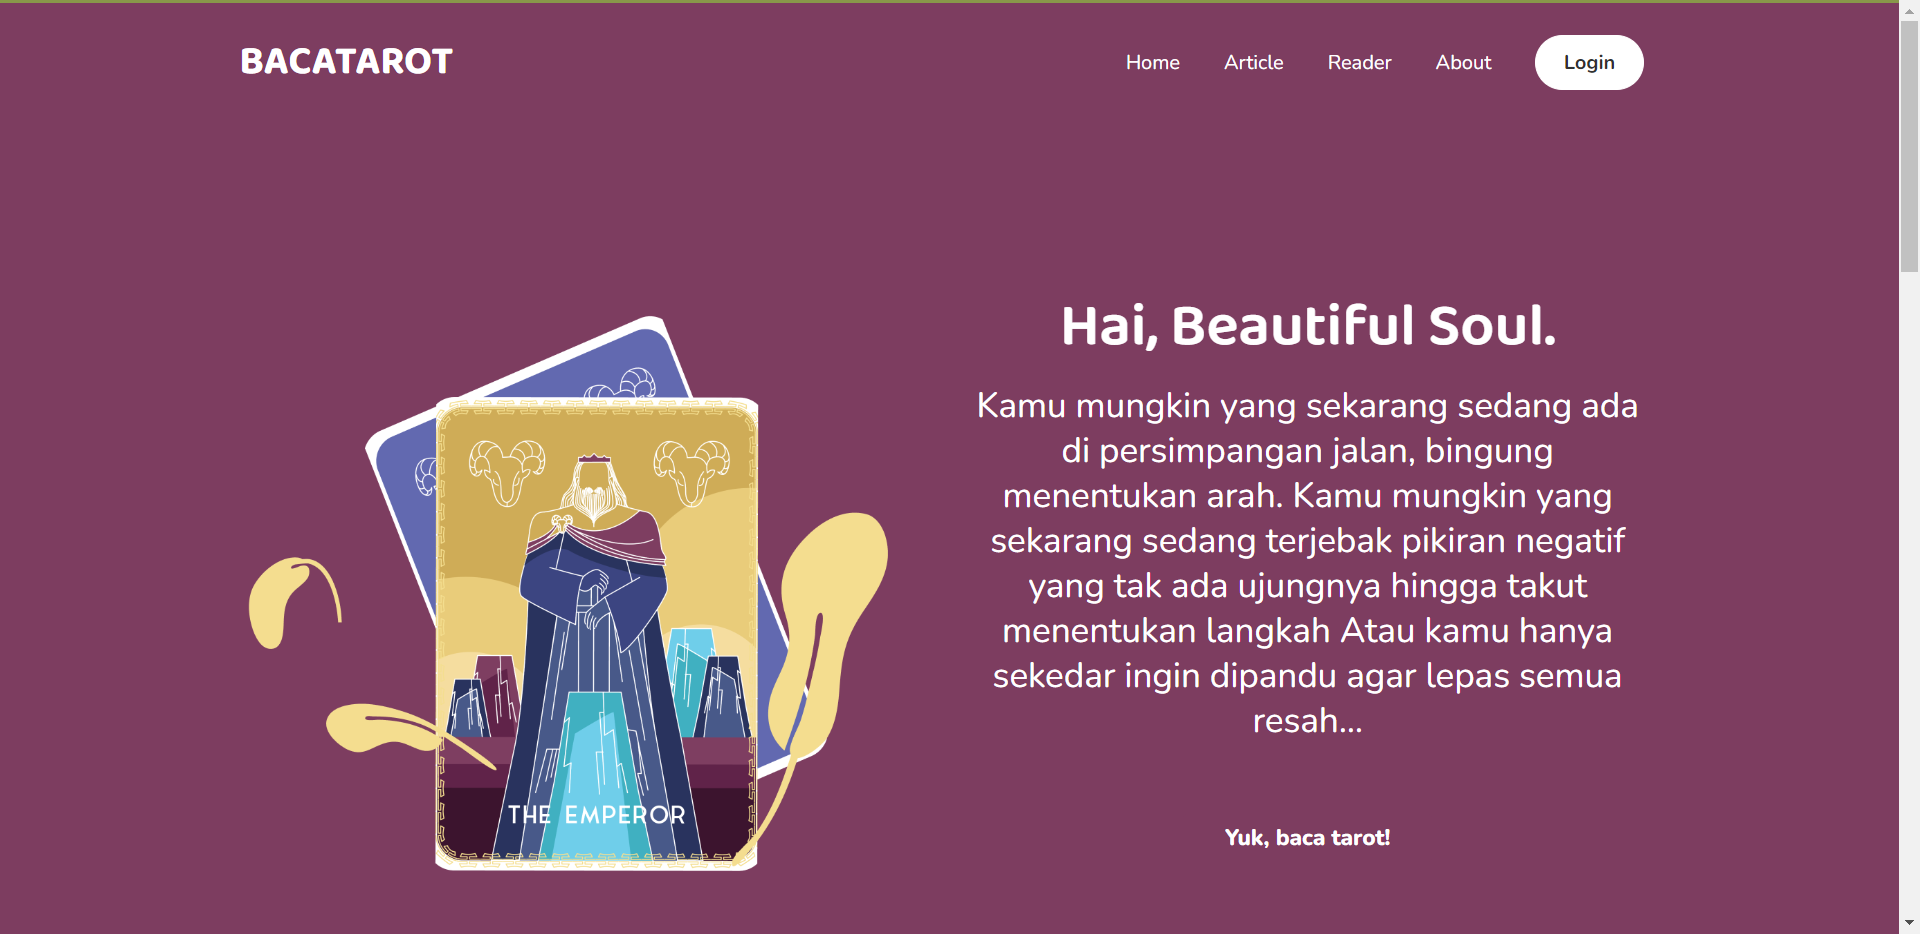 BACATAROT
Home Article Reader About Login
Hai, Beautiful Soul.
Kamu mungkin yang sekarang sedang ada
di persimpangan jalan, bingung
menentukan arah. Kamu mungkin yang
sekarang sedang terjebak pikiran negatif
yang tak ada ujungnya hingga takut
menentukan langkah Atau kamu hanya
sekedar ingin dipandu agar lepas semua
resah...
Yuk, baca tarot!
THE EMPEROR